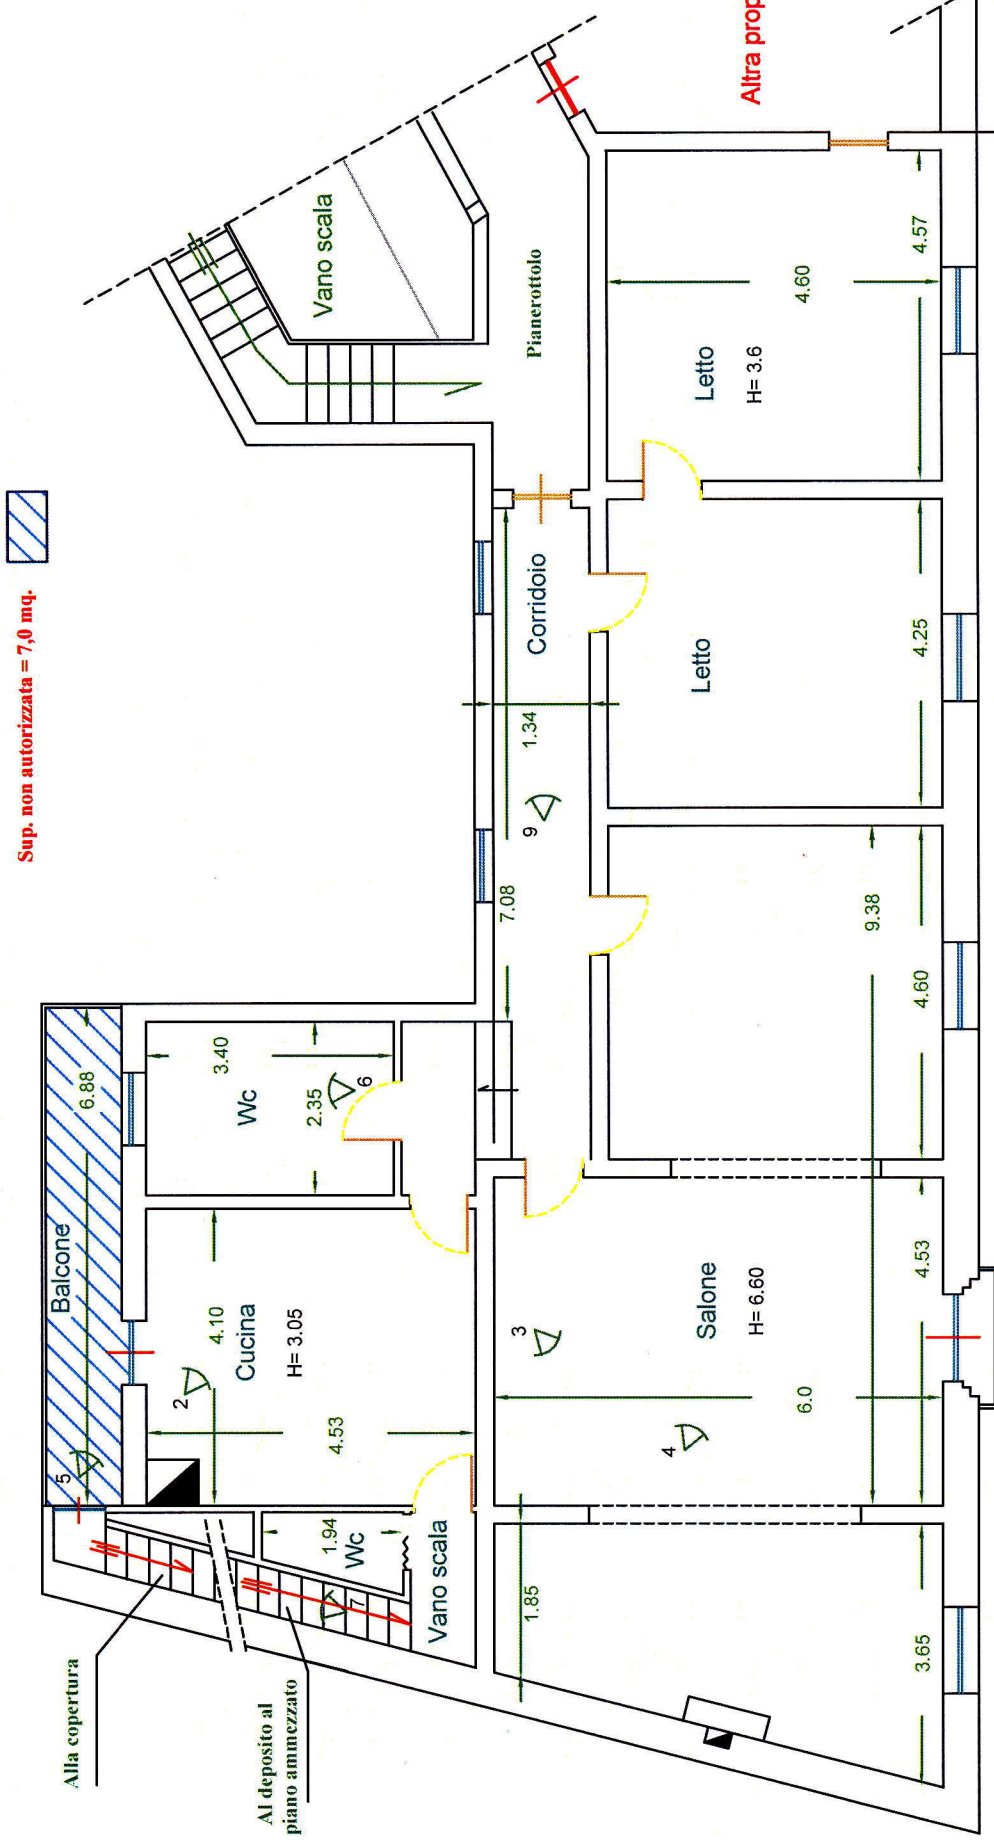 Sup. non autorizzata = 7,0 mq.
Altra prop
Vano scala
Pianerottolo
Letto
H= 3.6
4.60
4.57
Corridoio
1.34
7.08
9
Letto
4.25
Balcone
6.88
5
Wc
3.40
2.35
6
Cucina
H= 3.05
4.10
4.53
2
9.38
4.60
Salone
H= 6.60
3
4
6.0
4.53
Wc
1.94
7
Vano scala
1.85
3.65
Alla copertura
Al deposito al
piano ammezzato